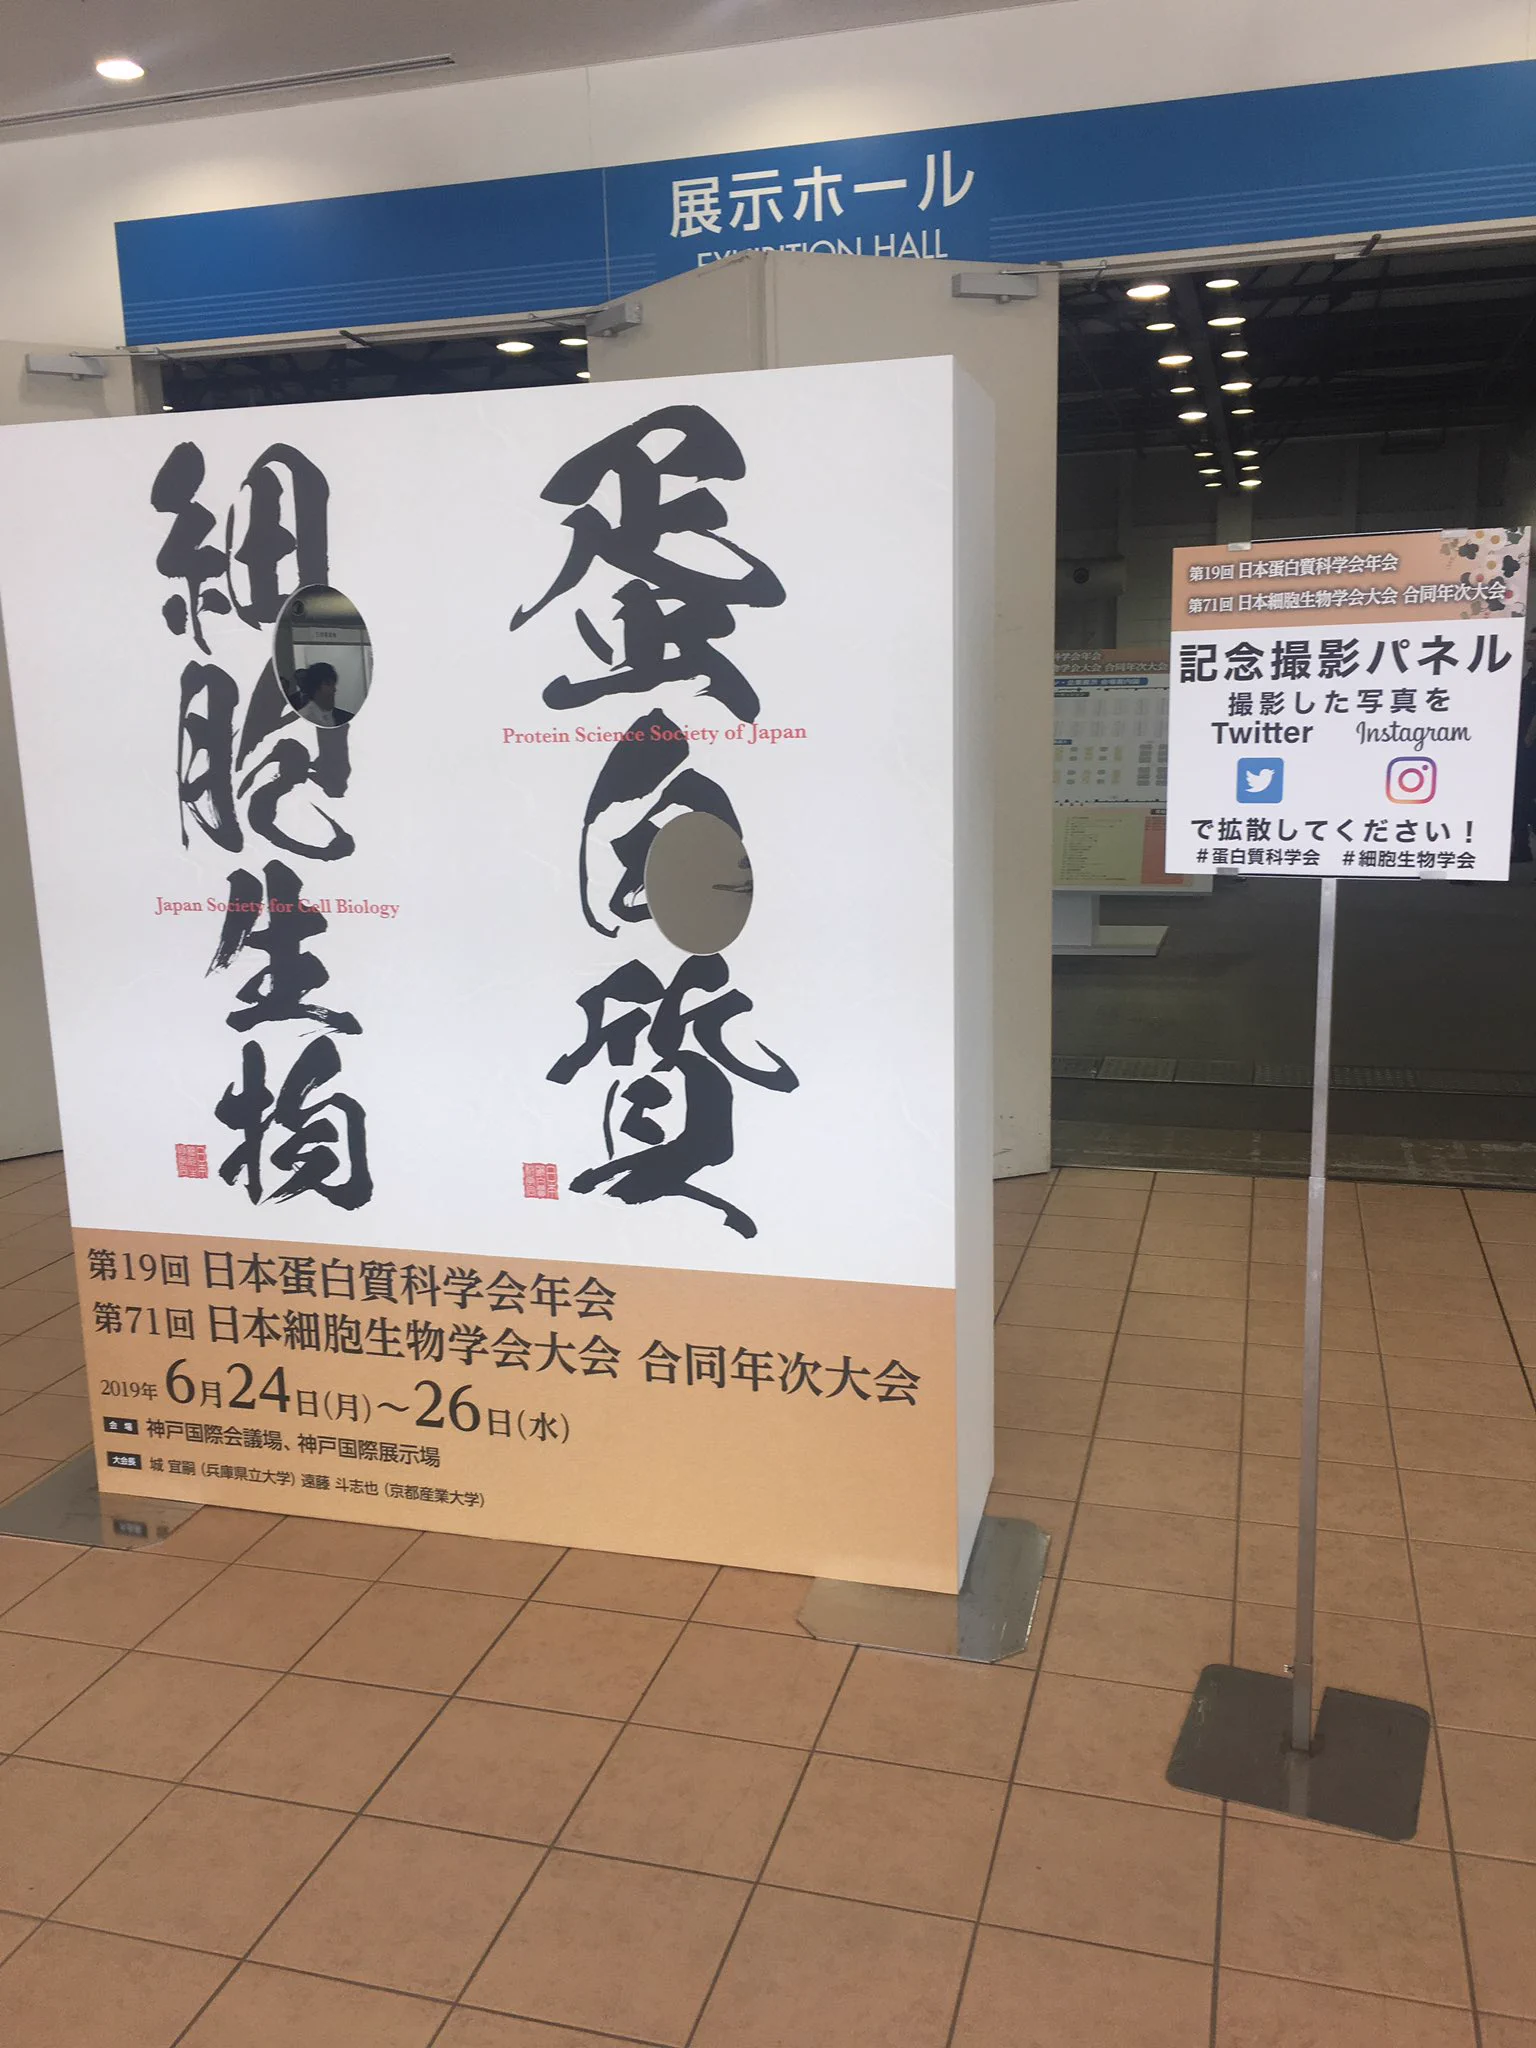 展示ホール
EXHIBITION HALL
蛋白質
Protein Science Society of Japan
細胞生物
Japan Society for Cell Biology
第19回 日本蛋白質科学会年会
第71回 日本細胞生物学会大会 合同年次大会
2019年 6月24日(月)〜26日(水)
会場 神戸国際会議場、神戸国際展示場
大会長 城 宜嗣 (兵庫県立大学) 遠藤 斗志也 (京都産業大学)
第19回 日本蛋白質科学会年会
第71回 日本細胞生物学会大会 合同年次大会
記念撮影パネル
撮影した写真を
Twitter Instagram
で拡散してください！
#蛋白質科学会 #細胞生物学会